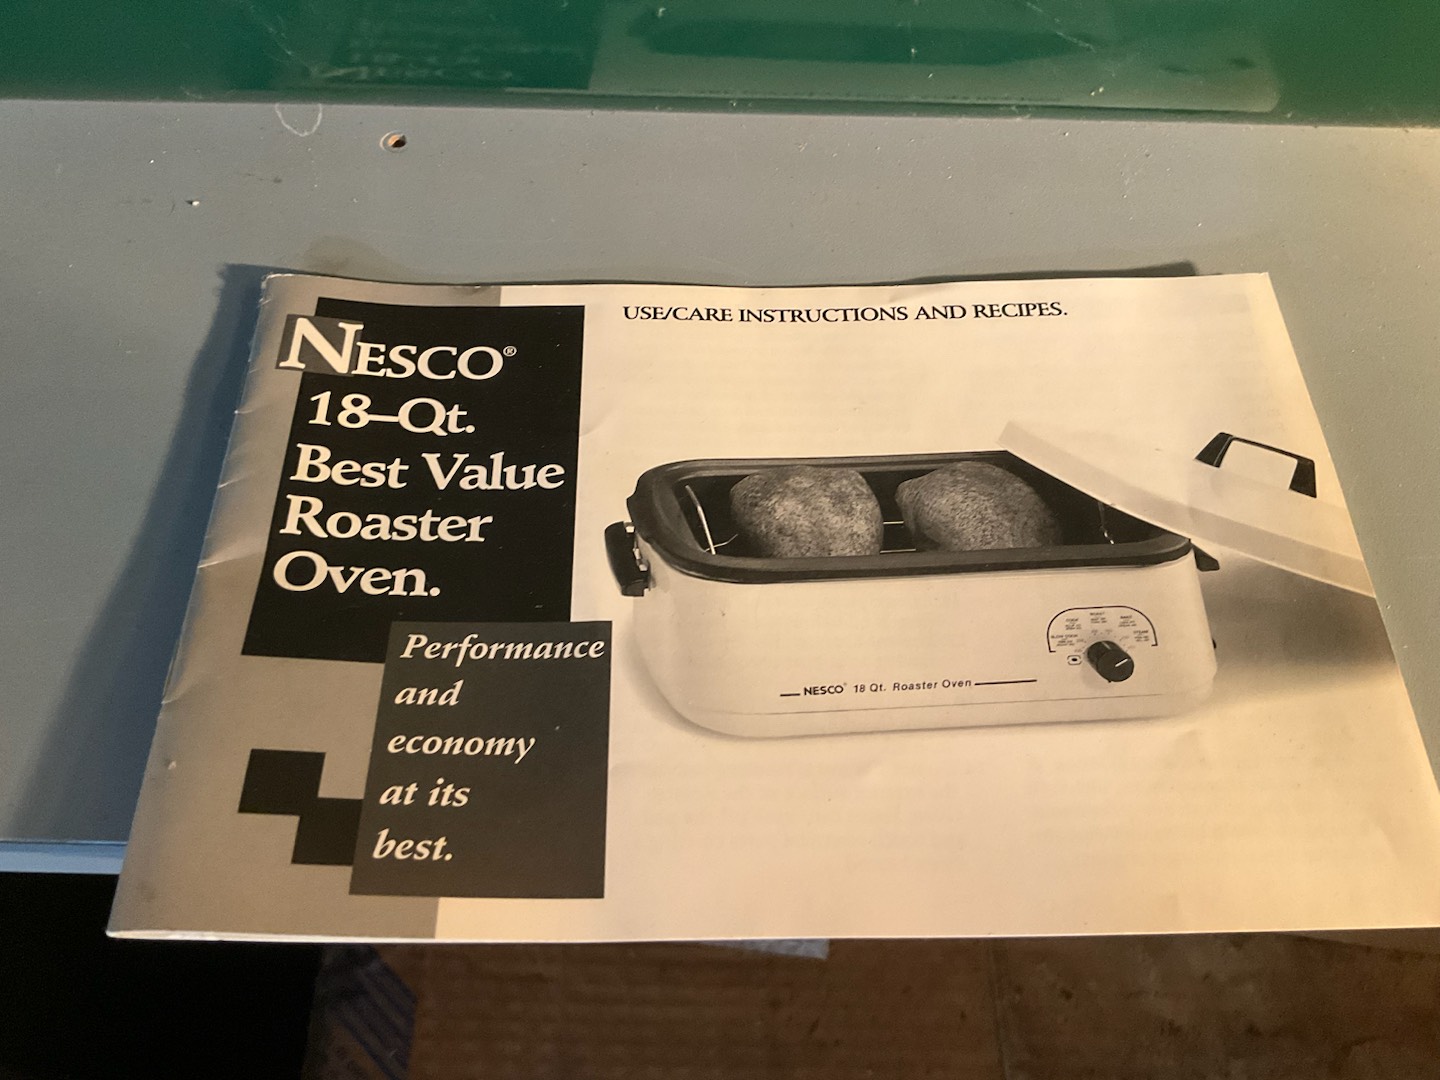 USE/CARE INSTRUCTIONS AND RECIPES.
NESCO®
18–Qt.
Best Value
Roaster
Oven.
Performance
and
economy
at its
best.
NESCO® 18 Qt. Roaster Oven